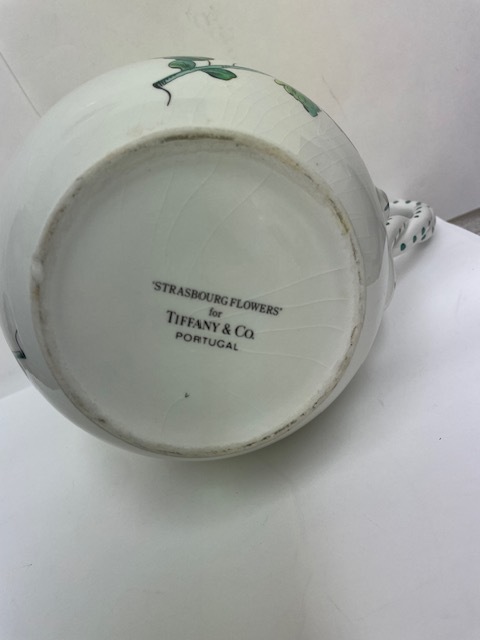 "STRASBOURG FLOWERS"
for
TIFFANY & CO.
PORTUGAL